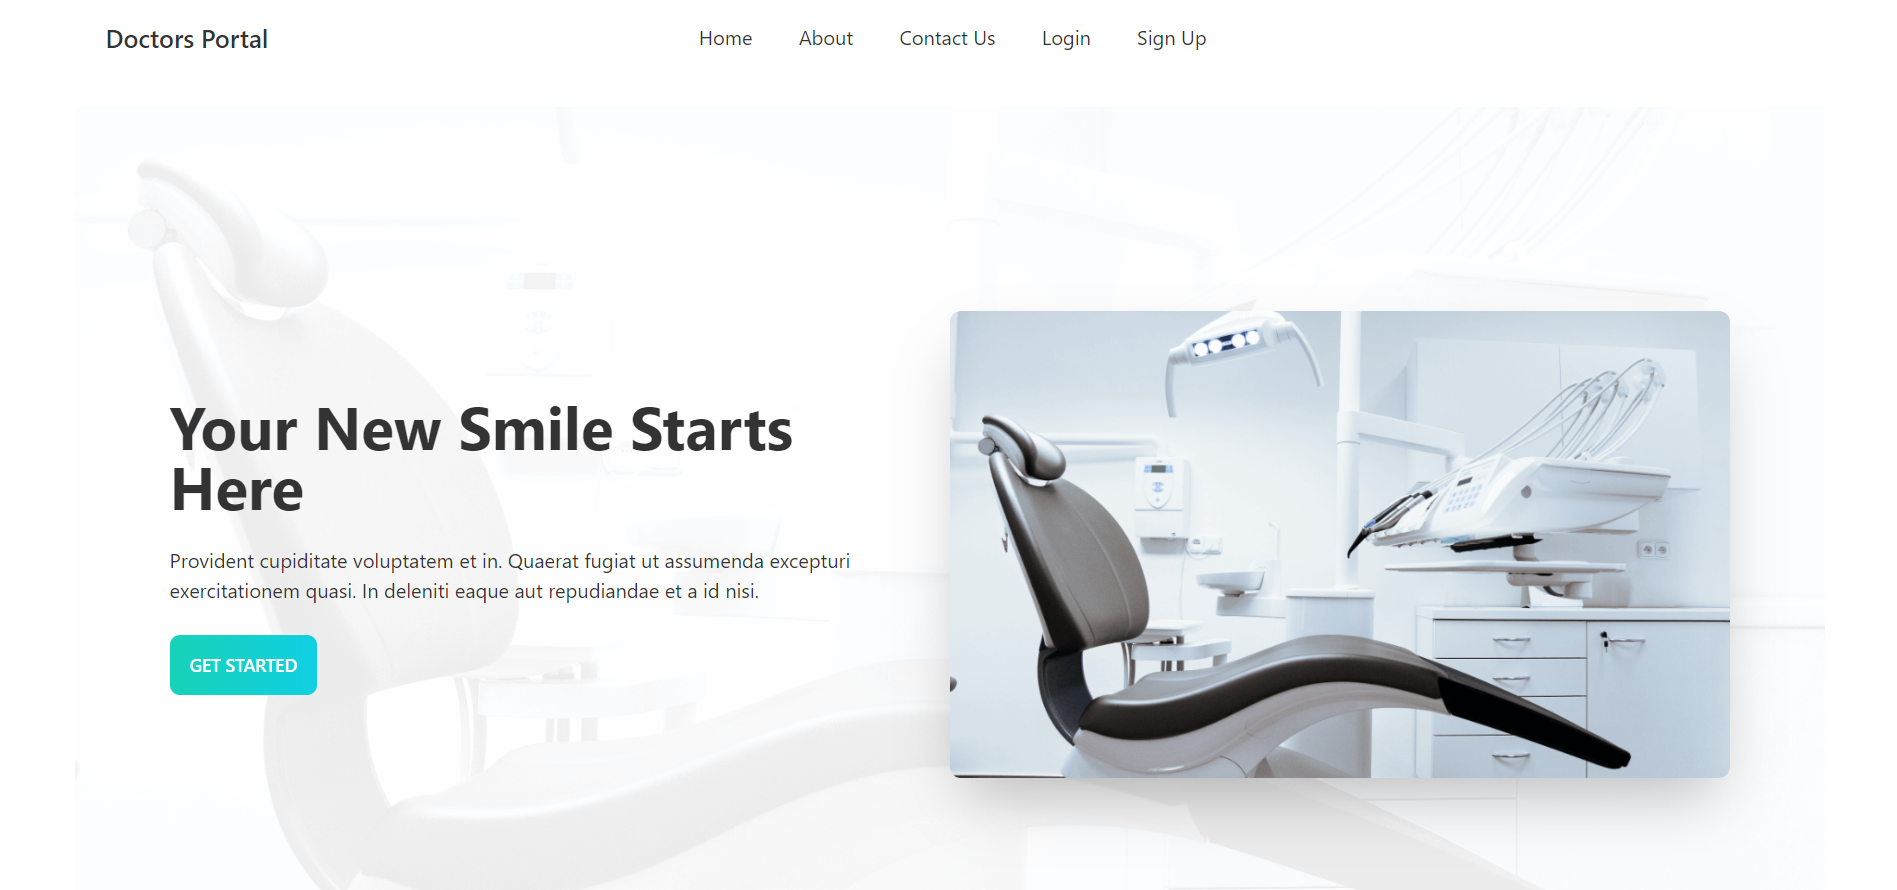 Doctors Portal
Home About Contact Us Login Sign Up
Your New Smile Starts
Here
Provident cupiditate voluptatem et in. Quaerat fugiat ut assumenda excepturi
exercitationem quasi. In deleniti eaque aut repudiandae et a id nisi.
GET STARTED